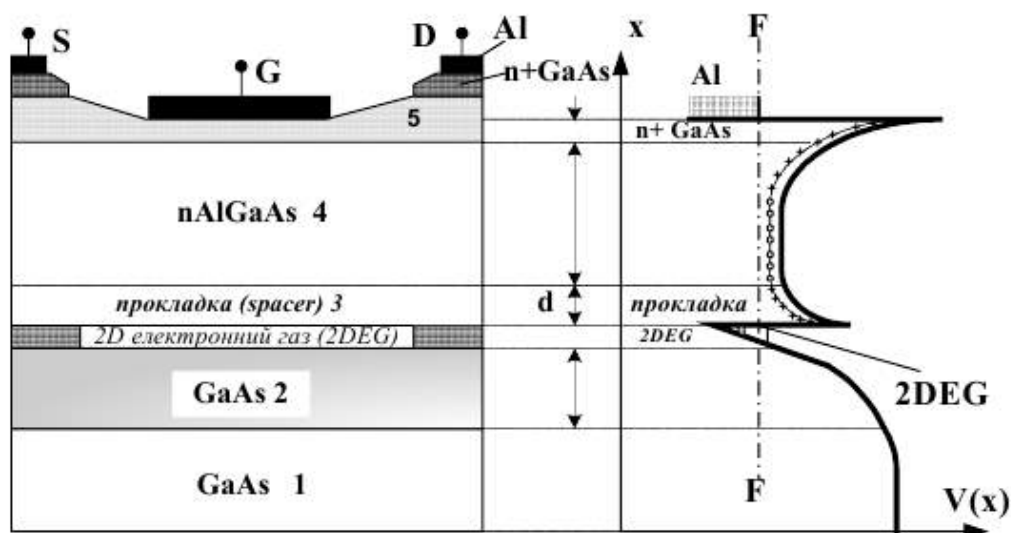 S
G
D
Al
n+GaAs
5
nAlGaAs 4
прокладка (spacer) 3
2D електронний газ (2DEG)
GaAs 2
GaAs 1
d
x
F
Al
n+ GaAs
прокладка
2DEG
2DEG
F
V(x)